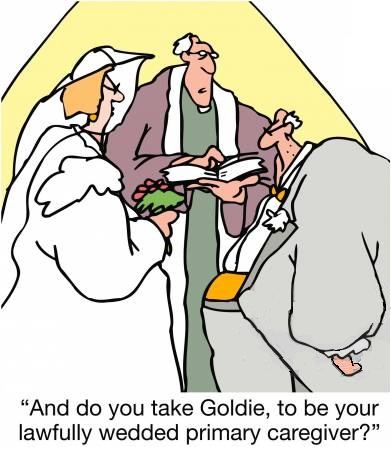 “And do you take Goldie, to be your
lawfully wedded primary caregiver?”